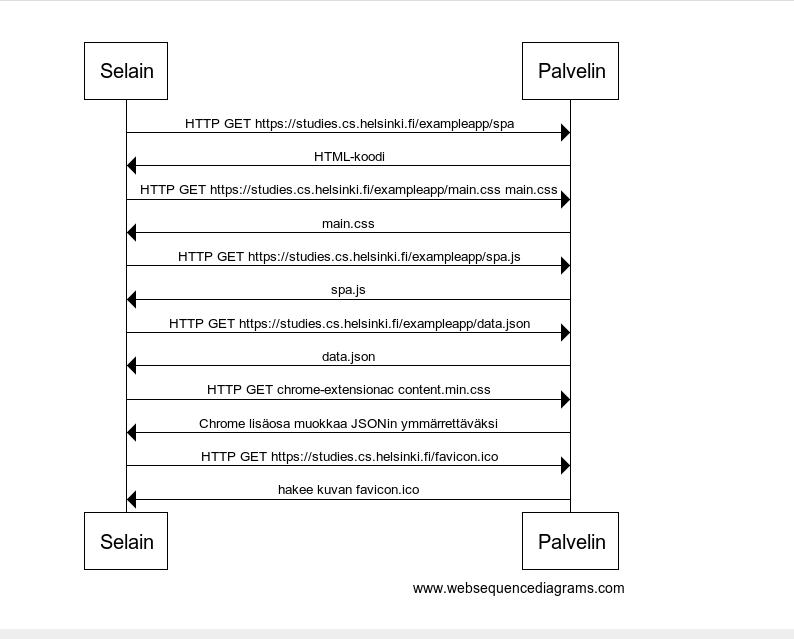 Selain
Palvelin
HTTP GET https://studies.cs.helsinki.fi/exampleapp/spa
HTML-koodi
HTTP GET https://studies.cs.helsinki.fi/exampleapp/main.css main.css
main.css
HTTP GET https://studies.cs.helsinki.fi/exampleapp/spa.js
spa.js
HTTP GET https://studies.cs.helsinki.fi/exampleapp/data.json
data.json
HTTP GET chrome-extensionac content.min.css
Chrome lisäosa muokkaa JSONin ymmärrettäväksi
HTTP GET https://studies.cs.helsinki.fi/favicon.ico
hakee kuvan favicon.ico
Selain
Palvelin
www.websequencediagrams.com